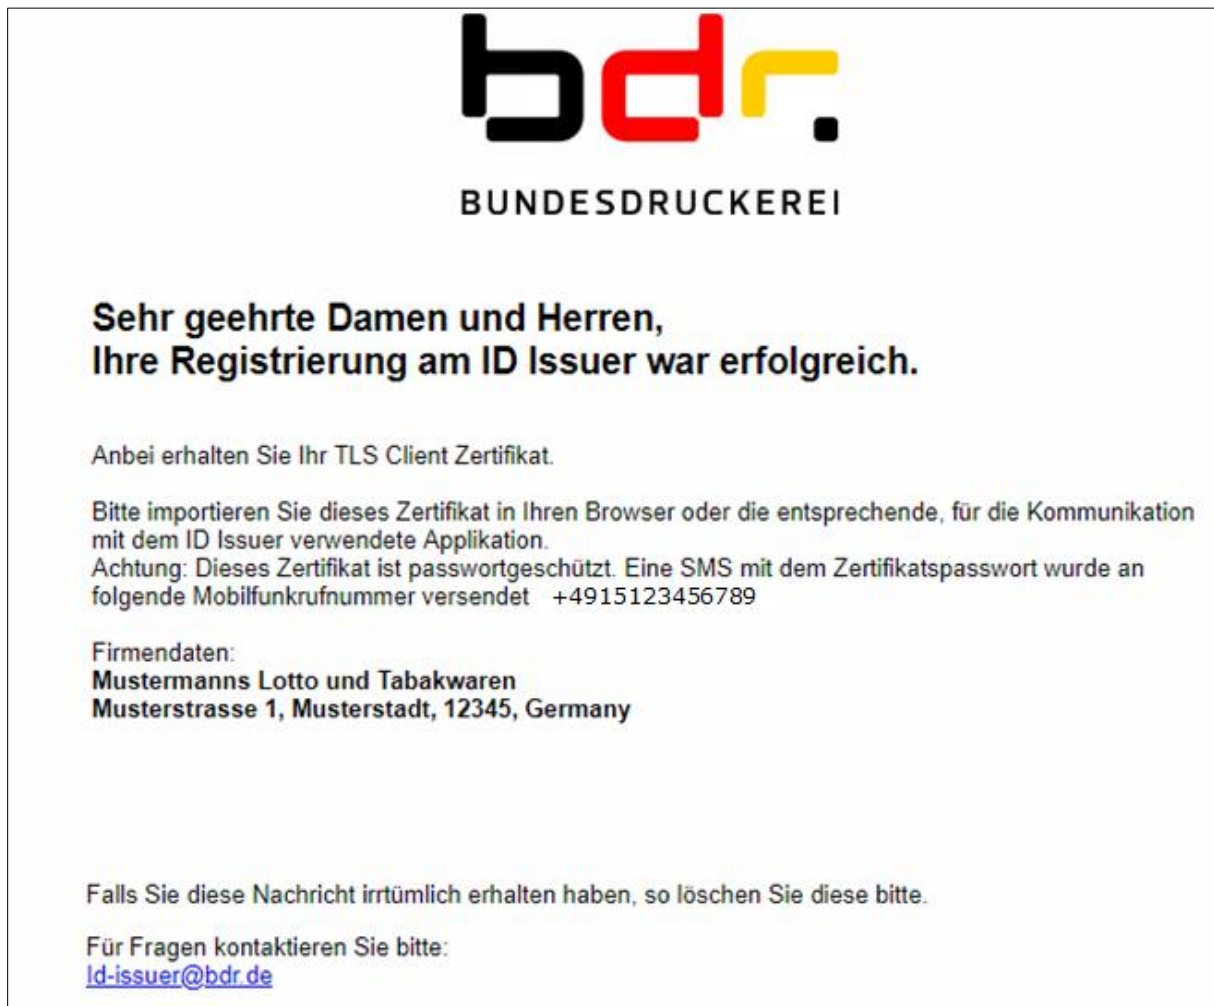 bdr.
BUNDESDRUCKEREI
Sehr geehrte Damen und Herren,
Ihre Registrierung am ID Issuer war erfolgreich.
Anbei erhalten Sie Ihr TLS Client Zertifikat.
Bitte importieren Sie dieses Zertifikat in Ihren Browser oder die entsprechende, für die Kommunikation
mit dem ID Issuer verwendete Applikation.
Achtung: Dieses Zertifikat ist passwortgeschützt. Eine SMS mit dem Zertifikatspasswort wurde an
folgende Mobilfunkrufnummer versendet +4915123456789
Firmendaten:
Mustermanns Lotto und Tabakwaren
Musterstrasse 1, Musterstadt, 12345, Germany
Falls Sie diese Nachricht irrtümlich erhalten haben, so löschen Sie diese bitte.
Für Fragen kontaktieren Sie bitte:
Id-issuer@bdr.de